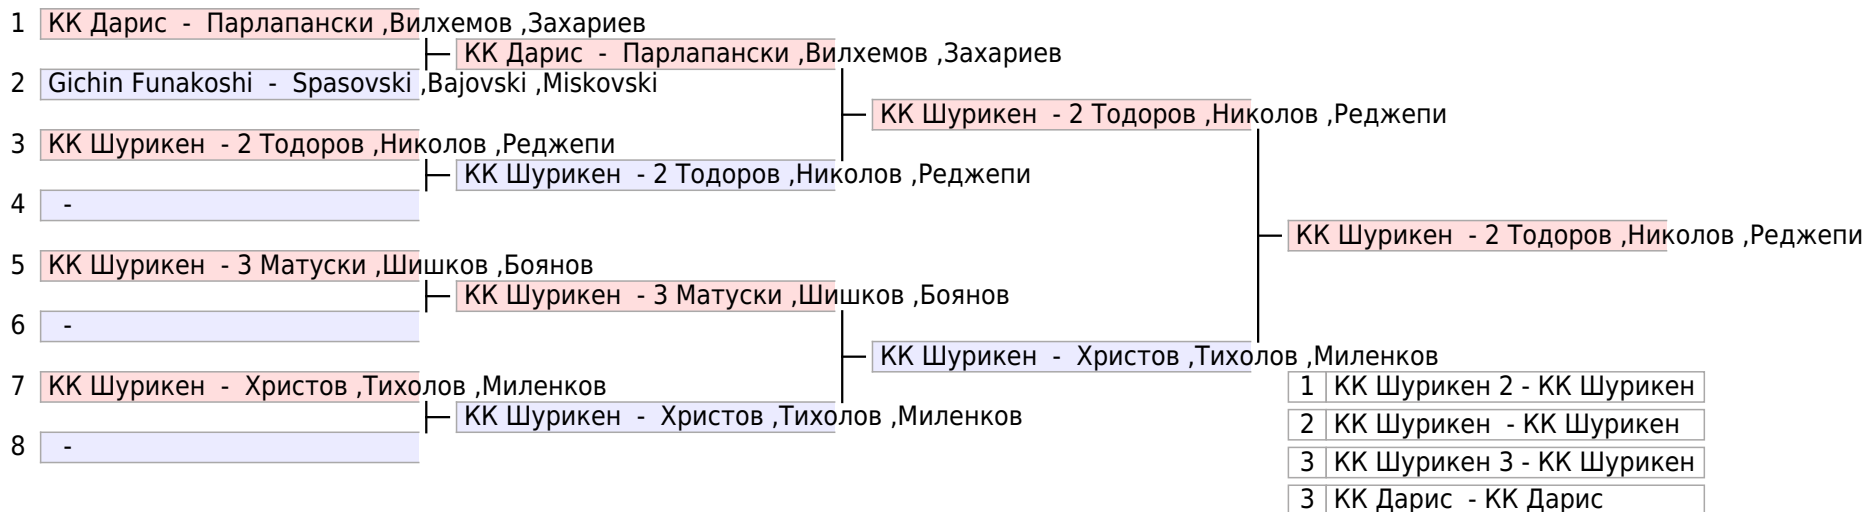 1 КК Дарис - Парлапански ,Вилхемов ,Захариев
КК Дарис - Парлапански ,Вилхемов ,Захариев
2 Gichin Funakoshi - Spasovski ,Bajovski ,Miskovski
КК Шурикен - 2 Тодоров ,Николов ,Реджепи
3 КК Шурикен - 2 Тодоров ,Николов ,Реджепи
КК Шурикен - 2 Тодоров ,Николов ,Реджепи
4 -
КК Шурикен - 2 Тодоров ,Николов ,Реджепи
5 КК Шурикен - 3 Матуски ,Шишков ,Боянов
КК Шурикен - 3 Матуски ,Шишков ,Боянов
6 -
КК Шурикен - Христов ,Тихолов ,Миленков
7 КК Шурикен - Христов ,Тихолов ,Миленков
КК Шурикен - Христов ,Тихолов ,Миленков
8 -
1 КК Шурикен 2 - КК Шурикен
2 КК Шурикен - КК Шурикен
3 КК Шурикен 3 - КК Шурикен
3 КК Дарис - КК Дарис